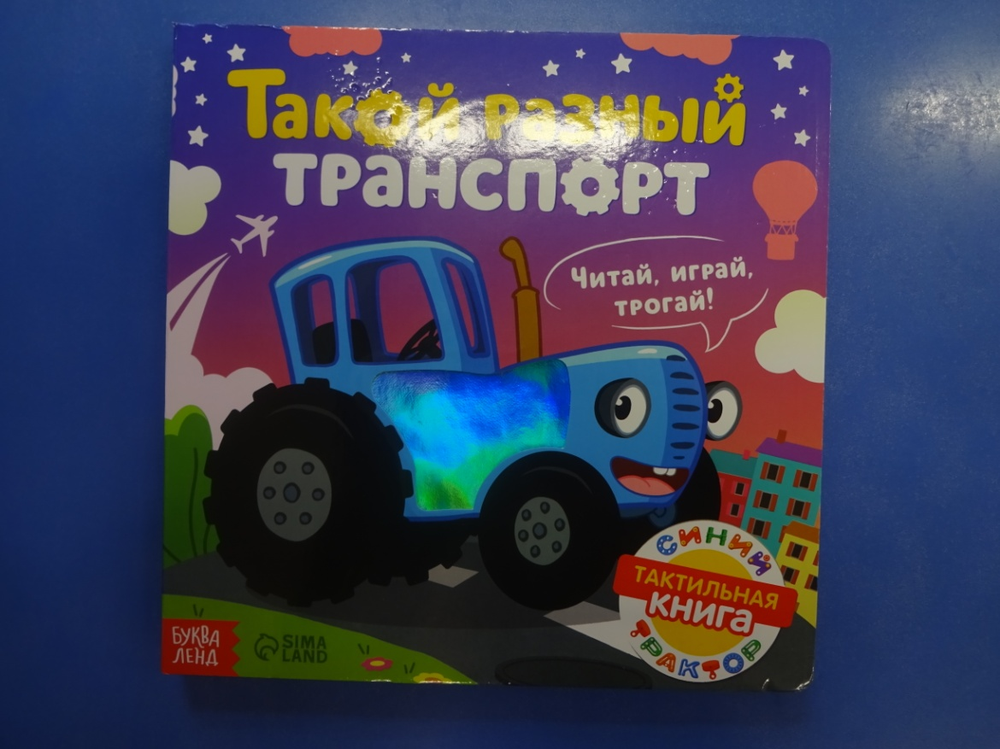 Такой разный
транспорт
Читай, играй,
трогай!
СИНИЙ
ТАКТИЛЬНАЯ
книга
ТРАКТОР
БУКВА
ЛЕНД
SIMA
LAND